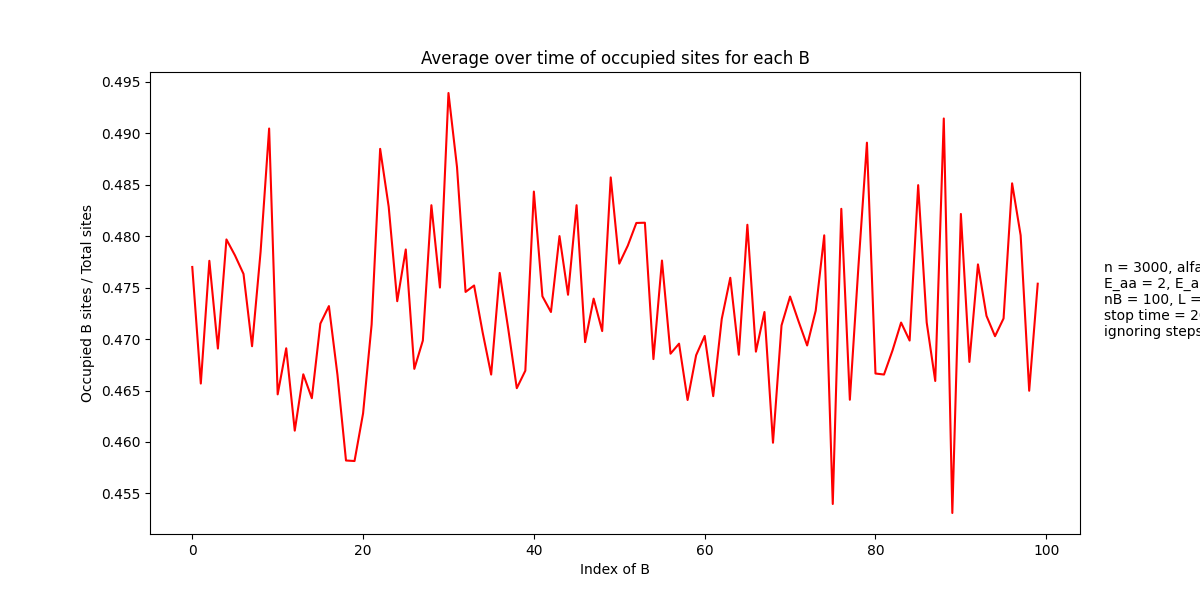 Average over time of occupied sites for each B
0.495
0.490
0.485
0.480
0.475
0.470
0.465
0.460
0.455
Occupied B sites / Total sites
0 20 40 60 80 100
Index of B
n = 3000, alfa
E_aa = 2, E_a
nB = 100, L =
stop time = 2
ignoring steps